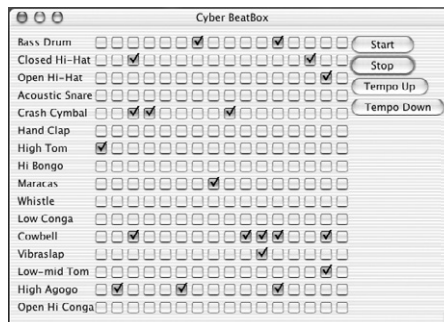 Cyber BeatBox
Bass Drum
Start
Closed Hi-Hat
Stop
Open Hi-Hat
Tempo Up
Acoustic Snare
Crash Cymbal
Tempo Down
Hand Clap
High Tom
Hi Bongo
Maracas
Whistle
Low Conga
Cowbell
Vibraslap
Low-mid Tom
High Agogo
Open Hi Conga